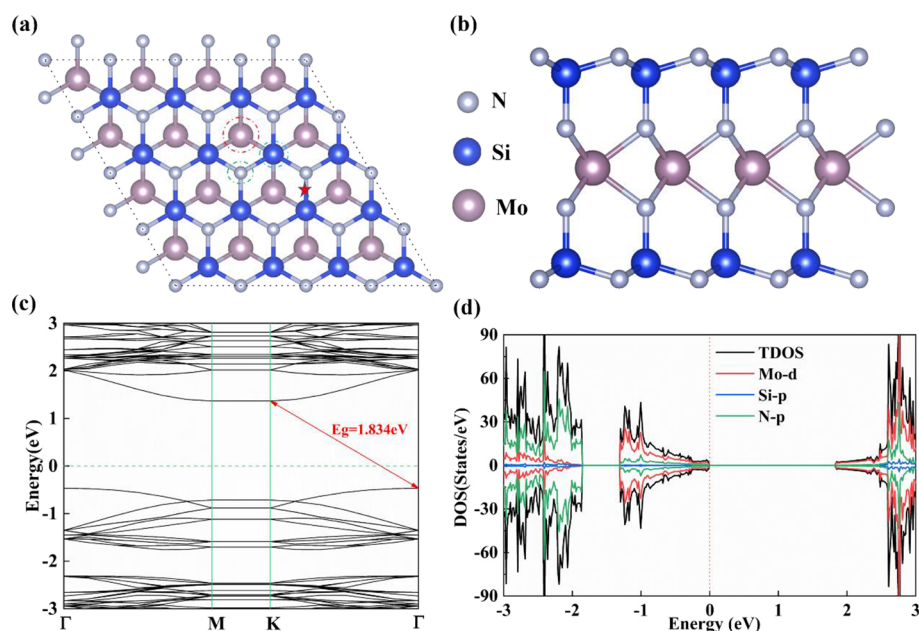 (a)
(b)
N
Si
Mo
(c)
Energy(eV)
3
2
1
0
-1
-2
-3
Γ
M
K
Γ
Eg=1.834eV
(d)
DOS(States/eV)
90
60
30
0
-30
-60
-90
-3
-2
-1
0
1
2
3
Energy (eV)
TDOS
Mo-d
Si-p
N-p